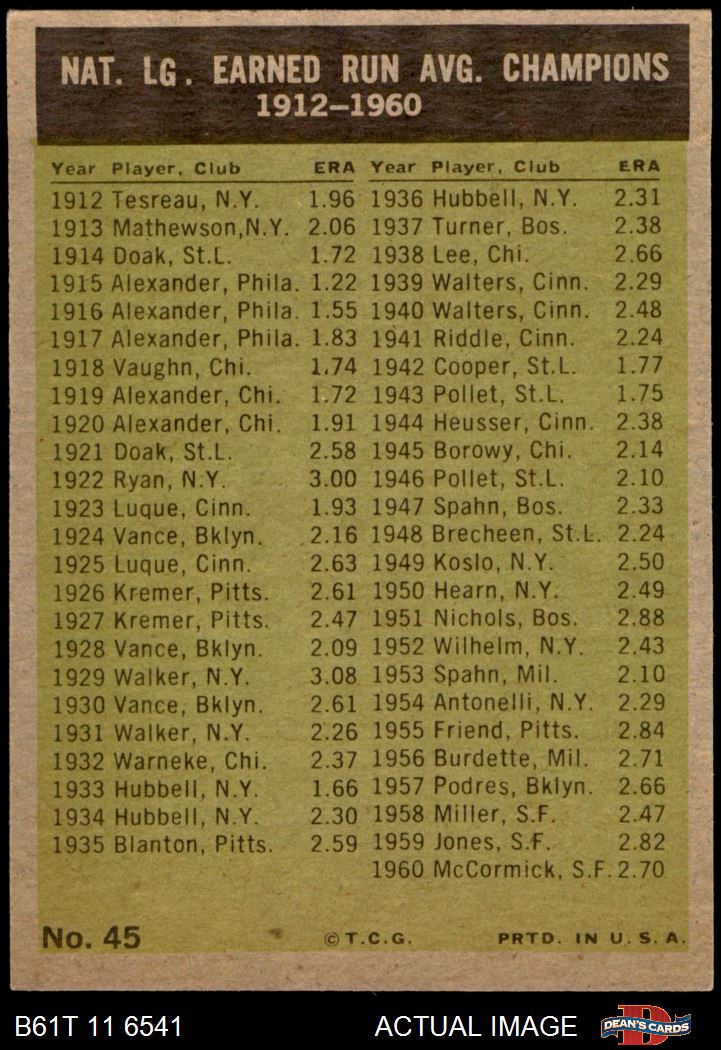 NAT. LG. EARNED RUN AVG. CHAMPIONS
1912–1960
Year Player, Club ERA Year Player, Club ERA
1912 Tesreau, N.Y. 1.96 1936 Hubbell, N.Y. 2.31
1913 Mathewson,N.Y. 2.06 1937 Turner, Bos. 2.38
1914 Doak, St.L. 1.72 1938 Lee, Chi. 2.66
1915 Alexander, Phila. 1.22 1939 Walters, Cinn. 2.29
1916 Alexander, Phila. 1.55 1940 Walters, Cinn. 2.48
1917 Alexander, Phila. 1.83 1941 Riddle, Cinn. 2.24
1918 Vaughn, Chi. 1.74 1942 Cooper, St.L. 1.77
1919 Alexander, Chi. 1.72 1943 Pollet, St.L. 1.75
1920 Alexander, Chi. 1.91 1944 Heusser, Cinn. 2.38
1921 Doak, St.L. 2.58 1945 Borowy, Chi. 2.14
1922 Ryan, N.Y. 3.00 1946 Pollet, St.L. 2.10
1923 Luque, Cinn. 1.93 1947 Spahn, Bos. 2.33
1924 Vance, Bklyn. 2.16 1948 Brecheen, St.L. 2.24
1925 Luque, Cinn. 2.63 1949 Koslo, N.Y. 2.50
1926 Kremer, Pitts. 2.61 1950 Hearn, N.Y. 2.49
1927 Kremer, Pitts. 2.47 1951 Nichols, Bos. 2.88
1928 Vance, Bklyn. 2.09 1952 Wilhelm, N.Y. 2.43
1929 Walker, N.Y. 3.08 1953 Spahn, Mil. 2.10
1930 Vance, Bklyn. 2.61 1954 Antonelli, N.Y. 2.29
1931 Walker, N.Y. 2.26 1955 Friend, Pitts. 2.84
1932 Warneke, Chi. 2.37 1956 Burdette, Mil. 2.71
1933 Hubbell, N.Y. 1.66 1957 Podres, Bklyn. 2.66
1934 Hubbell, N.Y. 2.30 1958 Miller, S.F. 2.47
1935 Blanton, Pitts. 2.59 1959 Jones, S.F. 2.82
1960 McCormick, S.F. 2.70
No. 45 © T.C.G. PRTD. IN U.S.A.
B61T 11 6541 ACTUAL IMAGE D DEAN'S CARDS